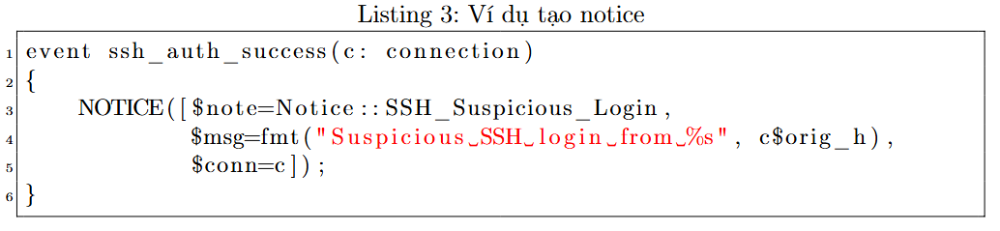 Listing 3: Ví dụ tạo notice
1 event ssh_auth_success(c: connection)
2 {
3 NOTICE([$note=Notice::SSH_Suspicious_Login,
4 $msg=fmt("Suspicious␣SSH␣login␣from␣%s", c$orig_h),
5 $conn=c]);
6 }